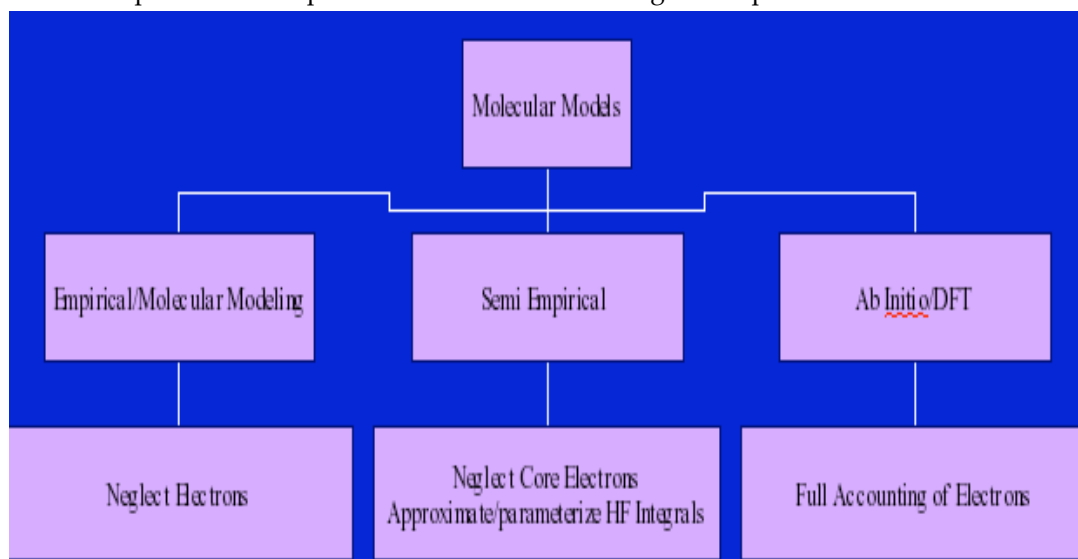 Molecular Models
Empirical/Molecular Modeling
Semi Empirical
Ab Initio/DFT
Neglect Electrons
Neglect Core Electrons
Approximate/parameterize HF Integrals
Full Accounting of Electrons